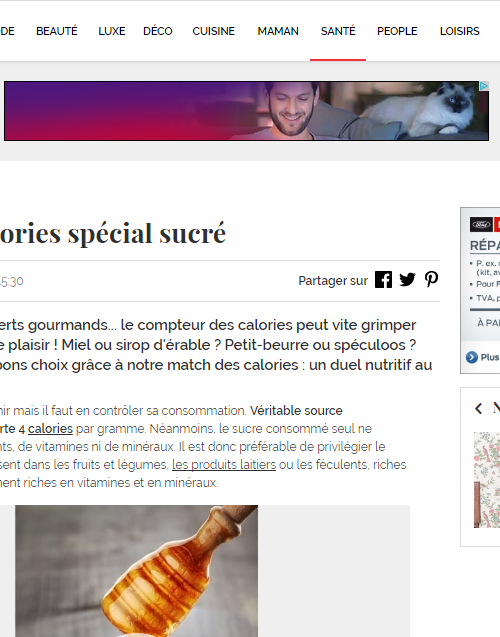 BEAUTÉ LUXE DÉCO CUISINE MAMAN SANTÉ PEOPLE LOISIRS
ories spécial sucré
5:30 Partager sur
erts gourmands... le compteur des calories peut vite grimper
e plaisir ! Miel ou sirop d'érable ? Petit-beurre ou spéculoos ?
ons choix grâce à notre match des calories : un duel nutritif au
nir mais il faut en contrôler sa consommation. Véritable source
rte 4 calories par gramme. Néanmoins, le sucre consommé seul ne
nts, de vitamines ni de minéraux. Il est donc préférable de privilégier le
sent dans les fruits et légumes, les produits laitiers ou les féculents, riches
ment riches en vitamines et en minéraux.
Ford
RÉPA
• P. ex. r
(kit, av
• Pour F
• TVA, p
À PAI
Plus